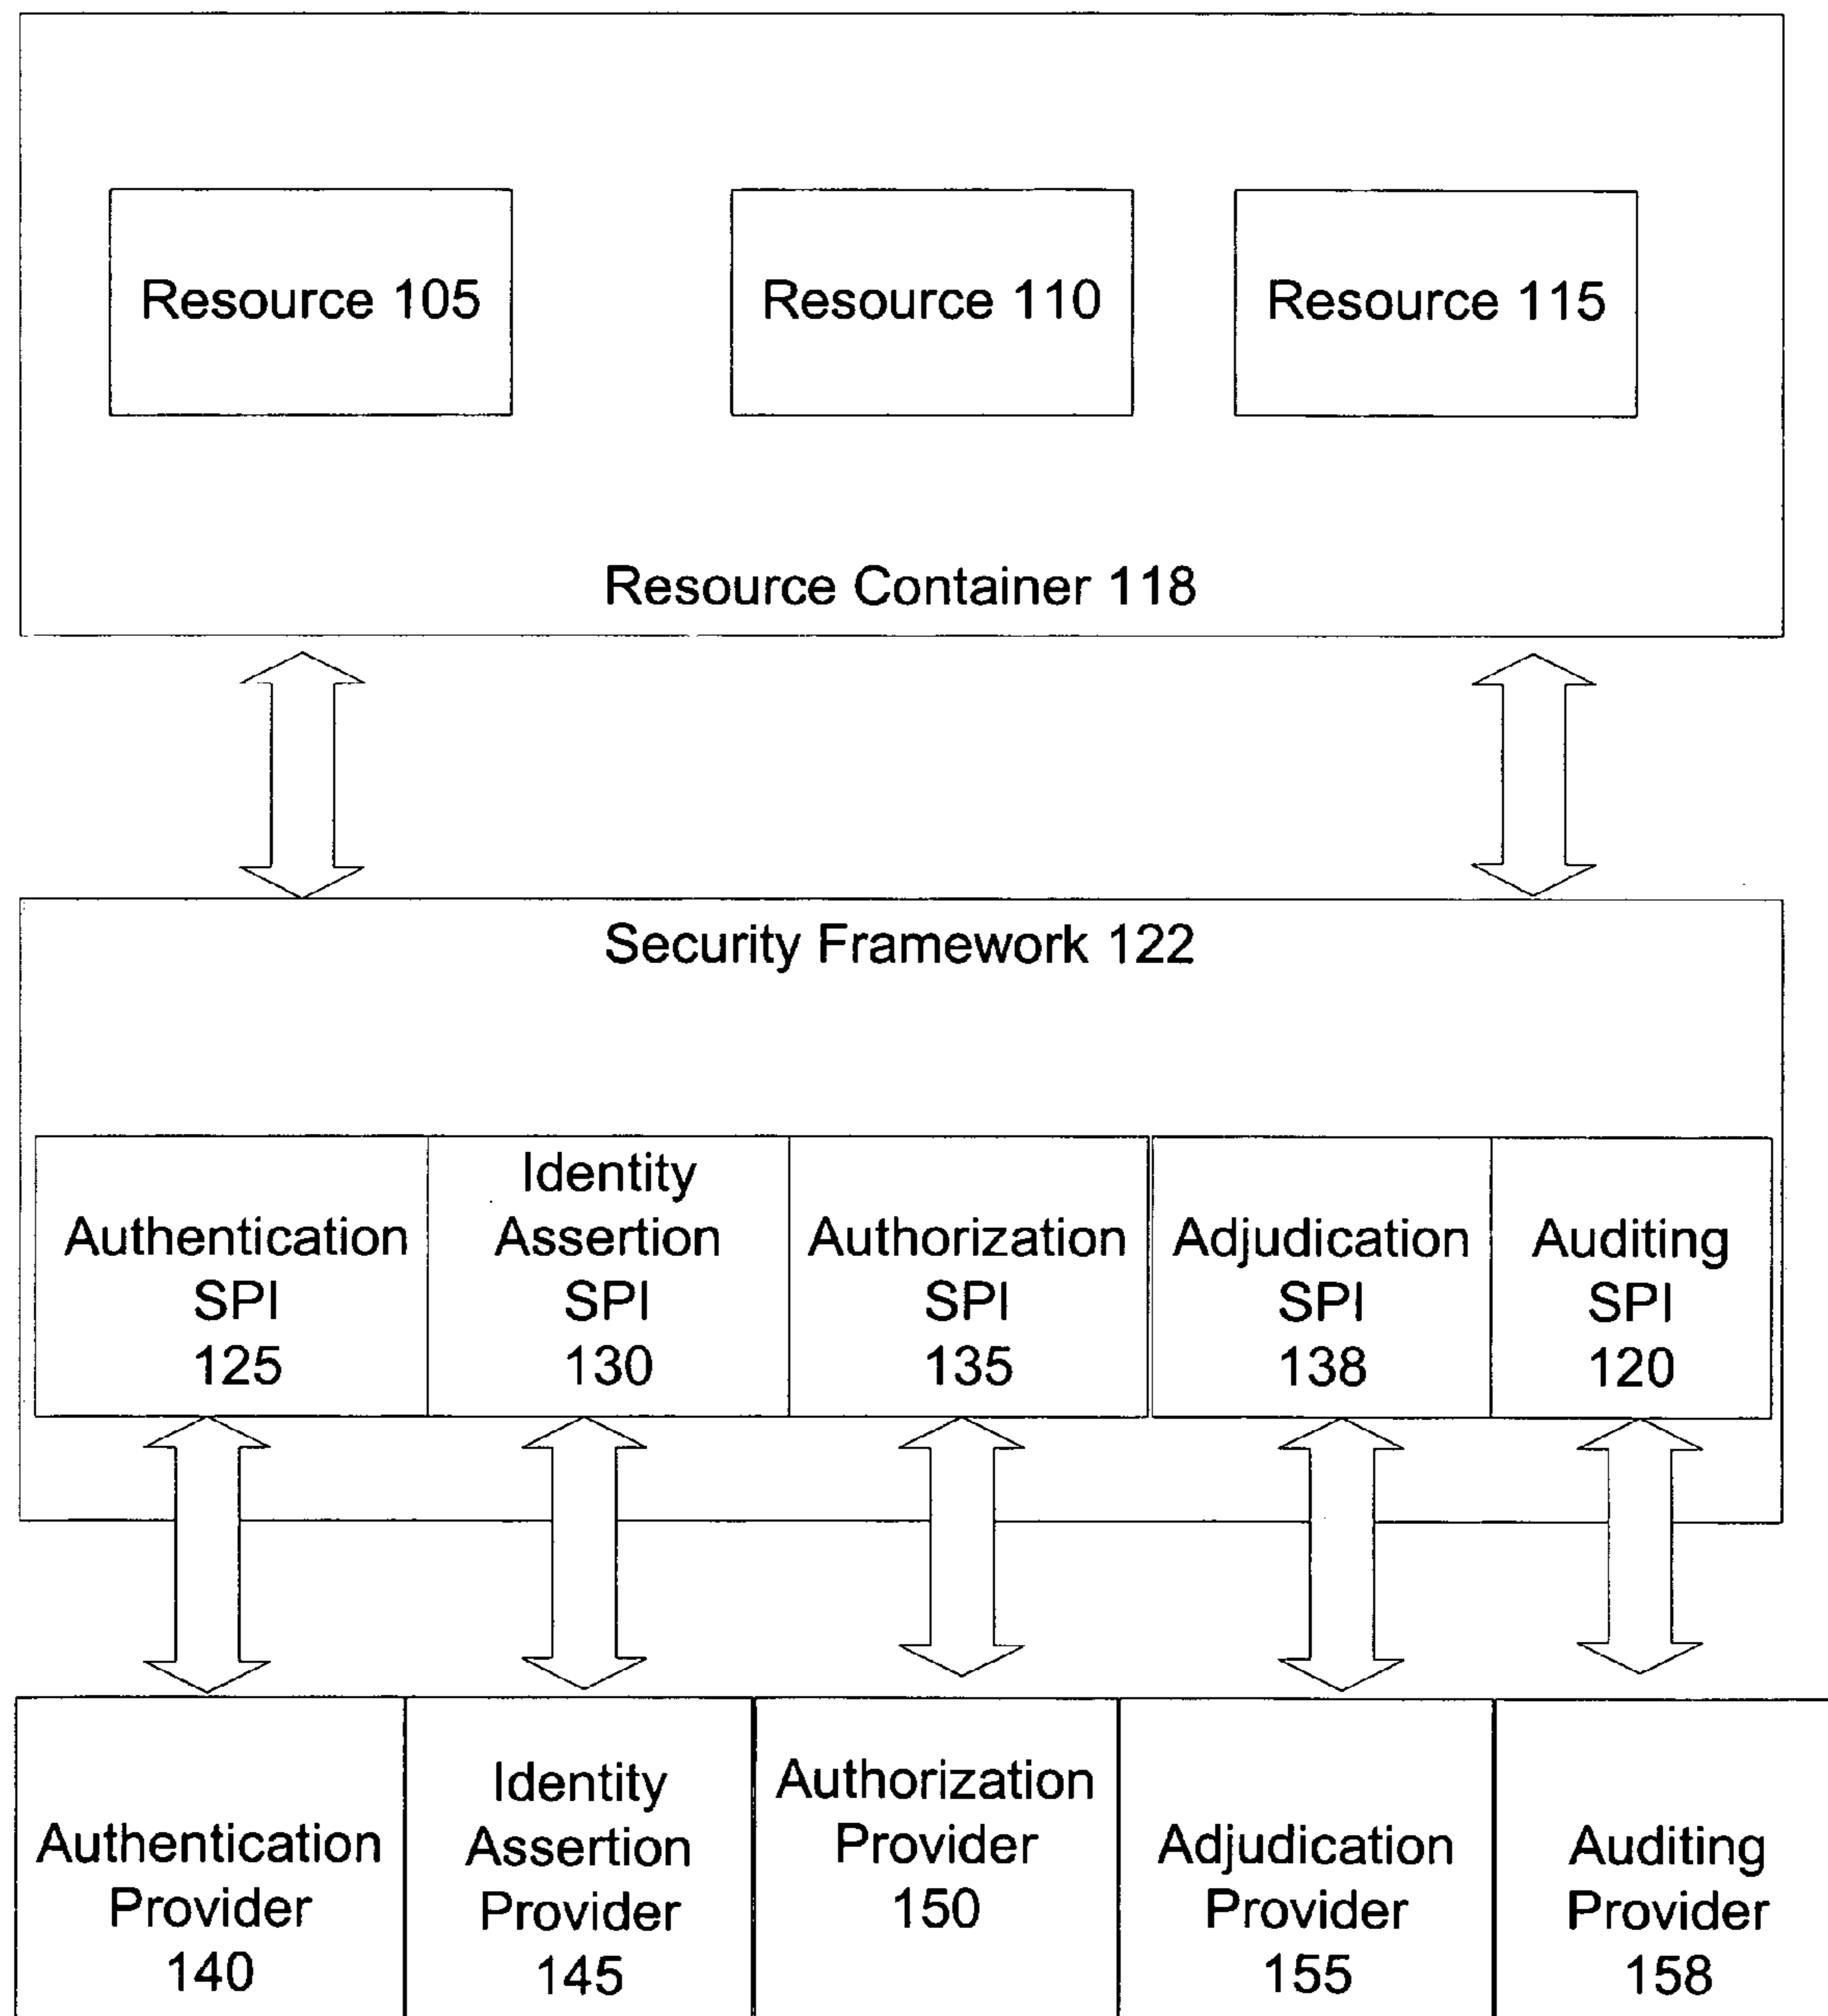 Resource 105
Resource 110
Resource 115
Resource Container 118
Security Framework 122
Authentication
SPI
125
Identity
Assertion
SPI
130
Authorization
SPI
135
Adjudication
SPI
138
Auditing
SPI
120
Authentication
Provider
140
Identity
Assertion
Provider
145
Authorization
Provider
150
Adjudication
Provider
155
Auditing
Provider
158